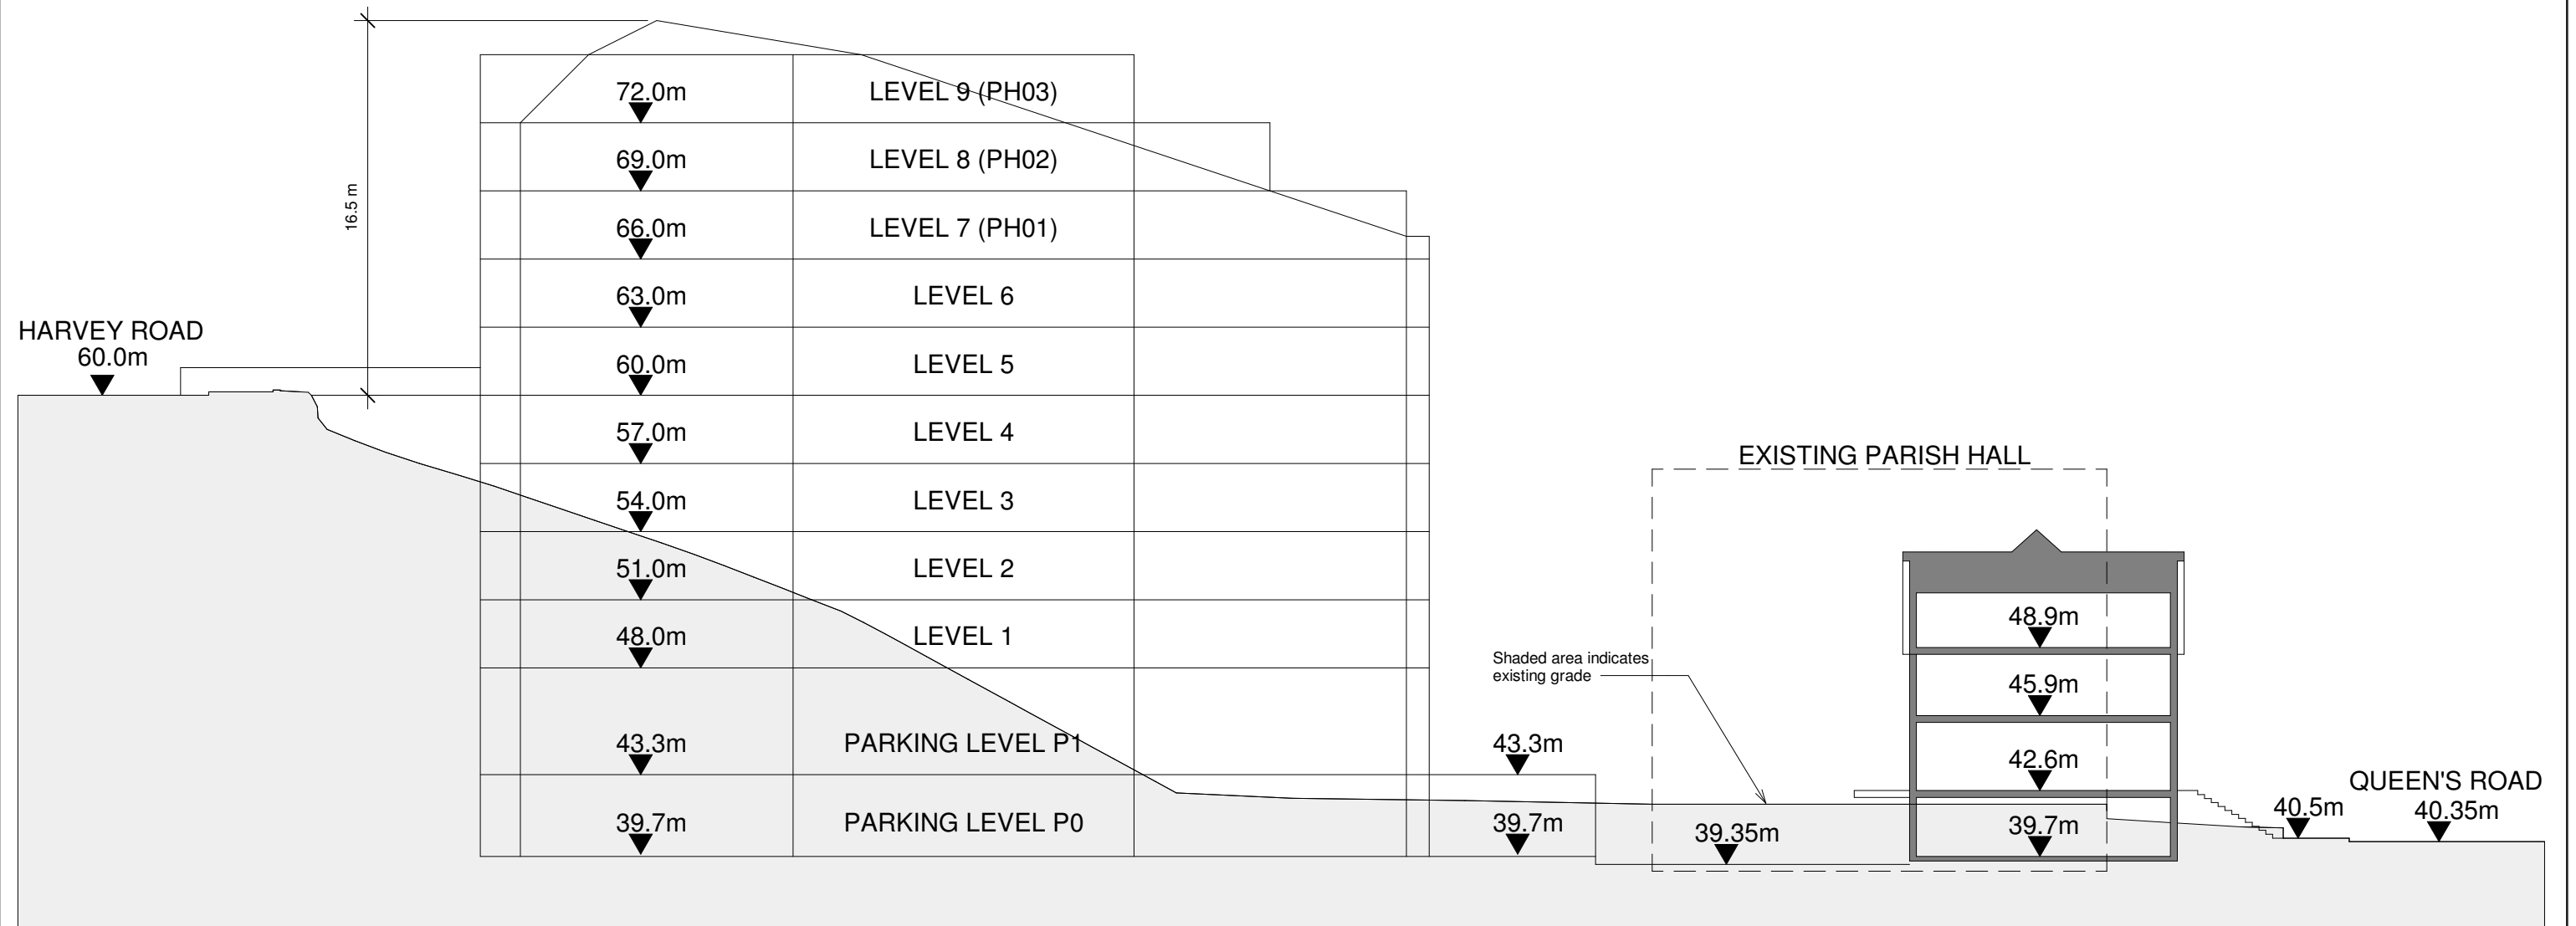 72.0m
LEVEL 9 (PH03)
69.0m
LEVEL 8 (PH02)
16.5 m
66.0m
LEVEL 7 (PH01)
63.0m
LEVEL 6
HARVEY ROAD
60.0m
60.0m
LEVEL 5
57.0m
LEVEL 4
EXISTING PARISH HALL
54.0m
LEVEL 3
51.0m
LEVEL 2
48.0m
LEVEL 1
48.9m
Shaded area indicates
existing grade
45.9m
43.3m
PARKING LEVEL P1
43.3m
42.6m
QUEEN'S ROAD
40.35m
40.5m
39.7m
PARKING LEVEL P0
39.7m
39.35m
39.7m